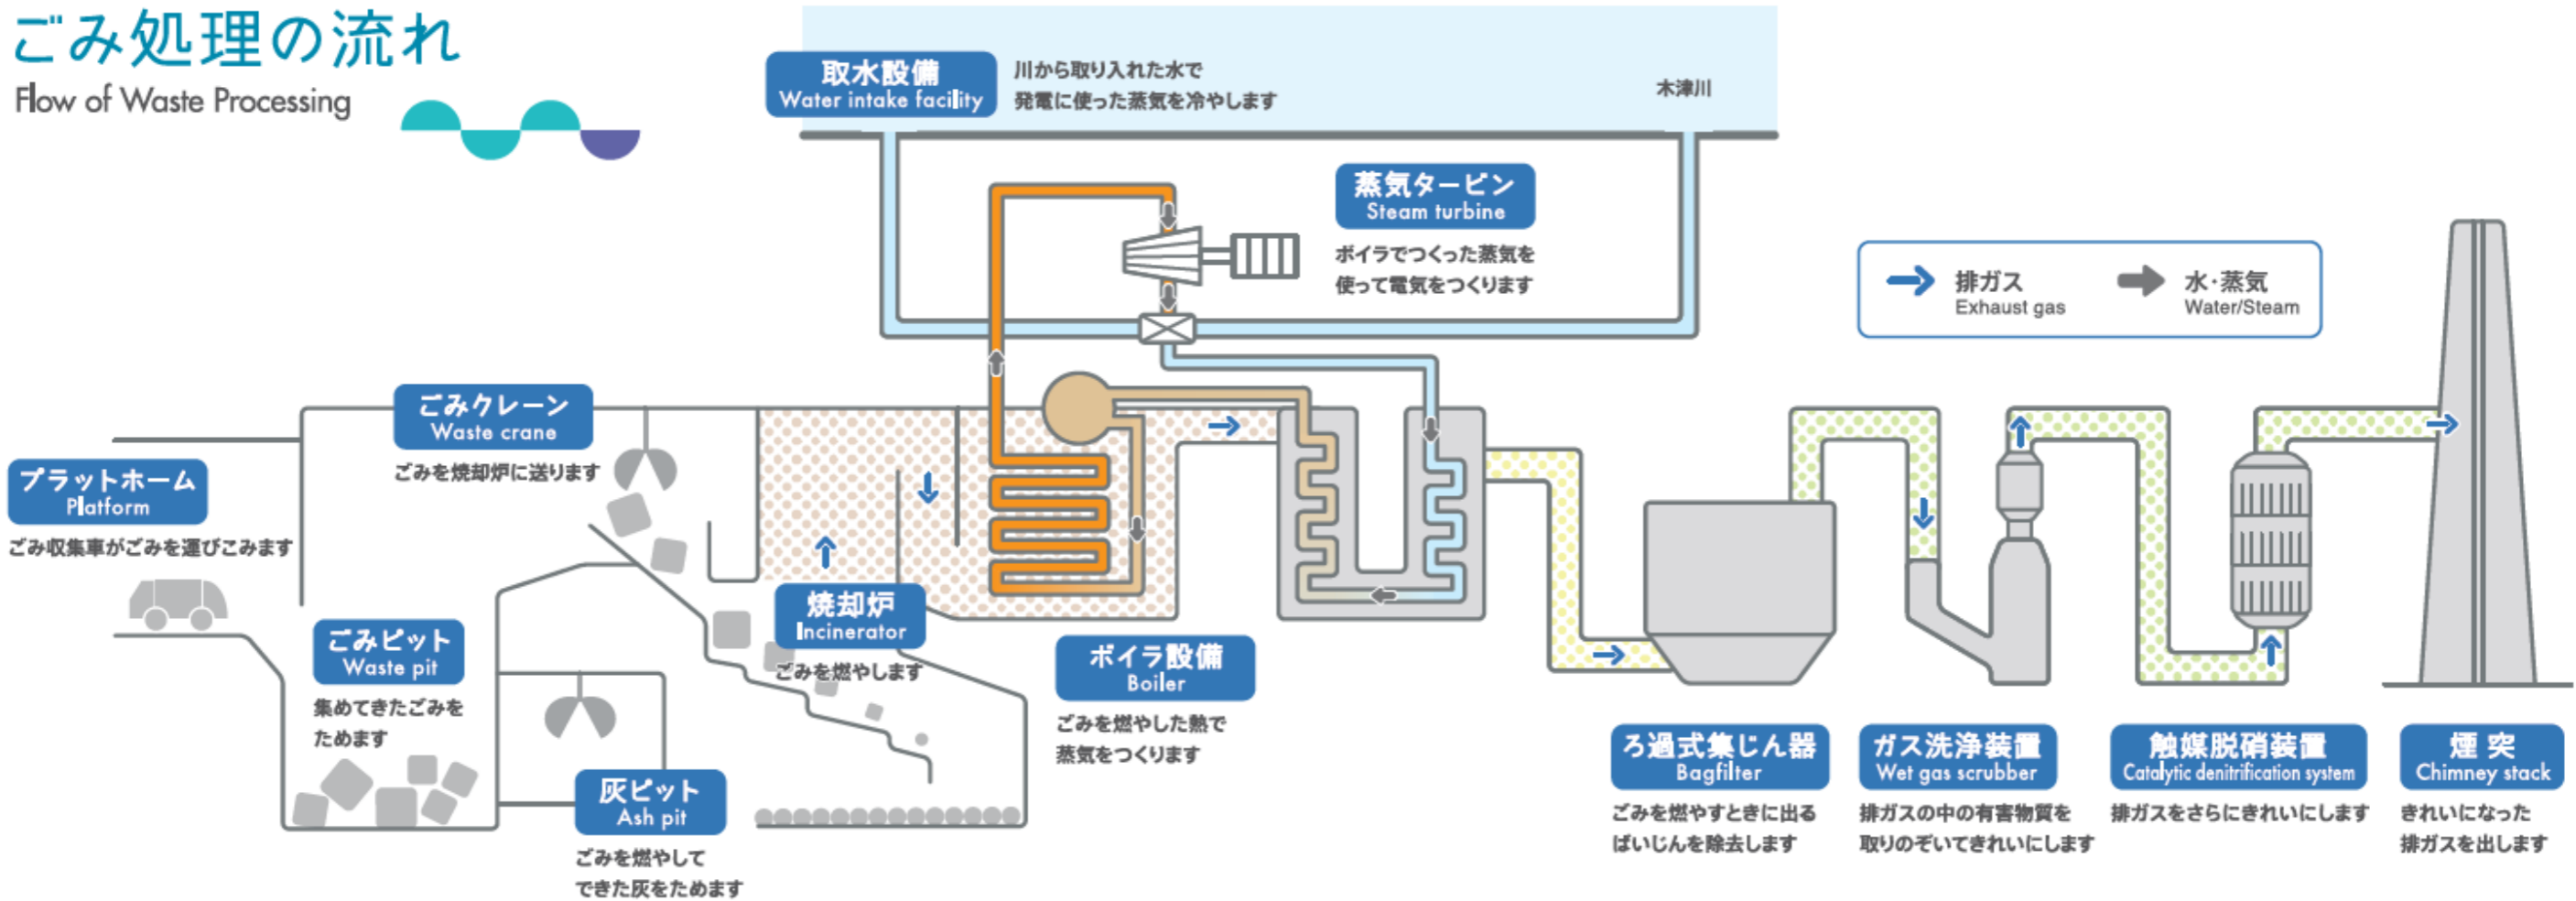 ごみ処理の流れ
Flow of Waste Processing
取水設備
Water intake facility
川から取り入れた水で
発電に使った蒸気を冷やします
木津川
蒸気タービン
Steam turbine
ボイラでつくった蒸気を
使って電気をつくります
排ガス
Exhaust gas
水・蒸気
Water/Steam
ごみクレーン
Waste crane
ごみを焼却炉に送ります
プラットホーム
Platform
ごみ収集車がごみを運びこみます
ごみピット
Waste pit
集めてきたごみを
ためます
焼却炉
Incinerator
ごみを燃やします
ボイラ設備
Boiler
ごみを燃やした熱で
蒸気をつくります
灰ピット
Ash pit
ごみを燃やして
できた灰をためます
ろ過式集じん器
Bagfilter
ごみを燃やすときに出る
ばいじんを除去します
ガス洗浄装置
Wet gas scrubber
排ガスの中の有害物質を
取りのぞいてきれいにします
触媒脱硝装置
Catalytic denitrification system
排ガスをさらにきれいにします
煙突
Chimney stack
きれいになった
排ガスを出します